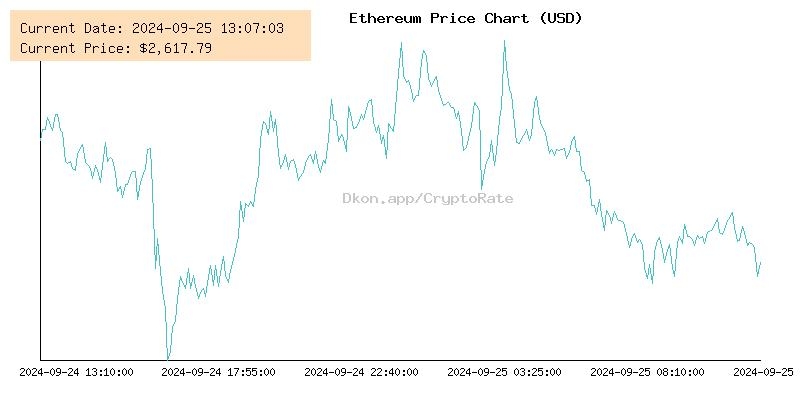 Ethereum Price Chart (USD)
Current Date: 2024-09-25 13:07:03
Current Price: $2,617.79
Dkon.app/CryptoRate
2024-09-24 13:10:00 2024-09-24 17:55:00 2024-09-24 22:40:00 2024-09-25 03:25:00 2024-09-25 08:10:00 2024-09-25